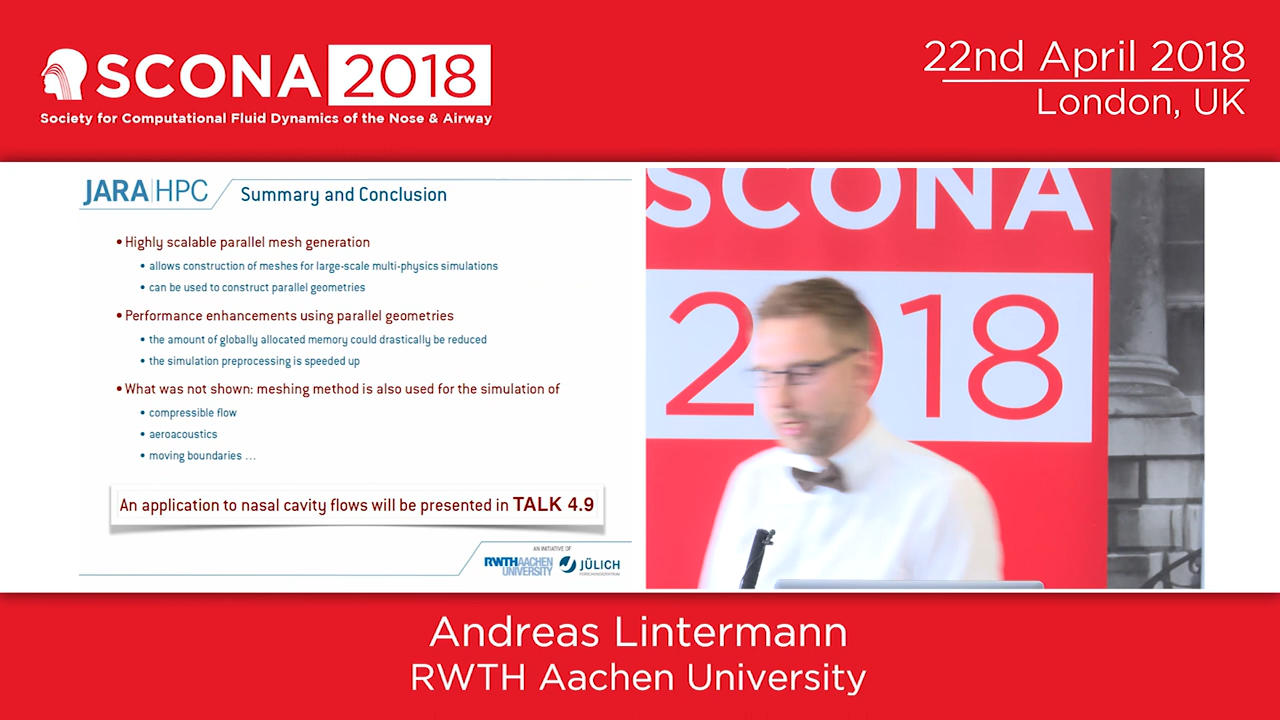 SCONA 2018
Society for Computational Fluid Dynamics of the Nose & Airway
22nd April 2018
London, UK
JARA|HPC
Summary and Conclusion
• Highly scalable parallel mesh generation
• allows construction of meshes for large-scale multi-physics simulations
• can be used to construct parallel geometries
• Performance enhancements using parallel geometries
• the amount of globally allocated memory could drastically be reduced
• the simulation preprocessing is speeded up
• What was not shown: meshing method is also used for the simulation of
• compressible flow
• aeroacoustics
• moving boundaries ...
An application to nasal cavity flows will be presented in TALK 4.9
AN INITIATIVE OF
RWTHAACHEN
UNIVERSITY
JÜLICH
FORSCHUNGSZENTRUM
SCONA
2018
Andreas Lintermann
RWTH Aachen University